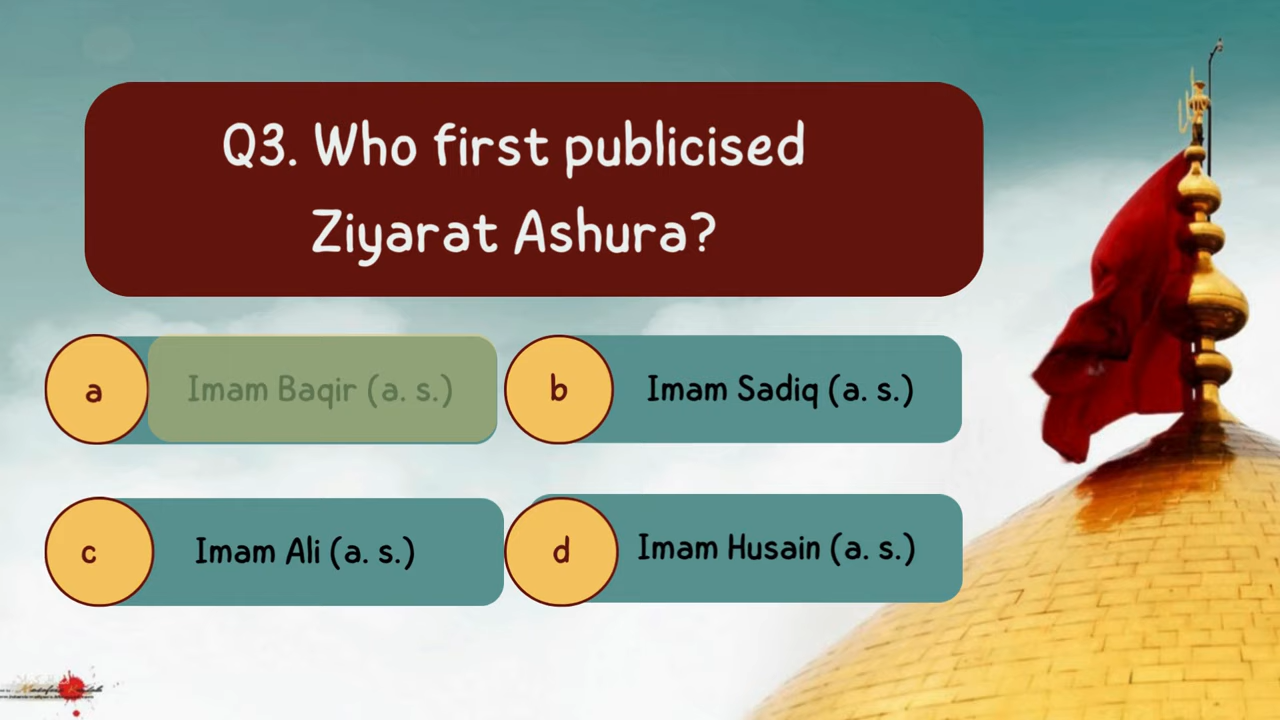 Q3. Who first publicised
Ziyarat Ashura?
a
Imam Baqir (a. s.)
b
Imam Sadiq (a. s.)
c
Imam Ali (a. s.)
d
Imam Husain (a. s.)